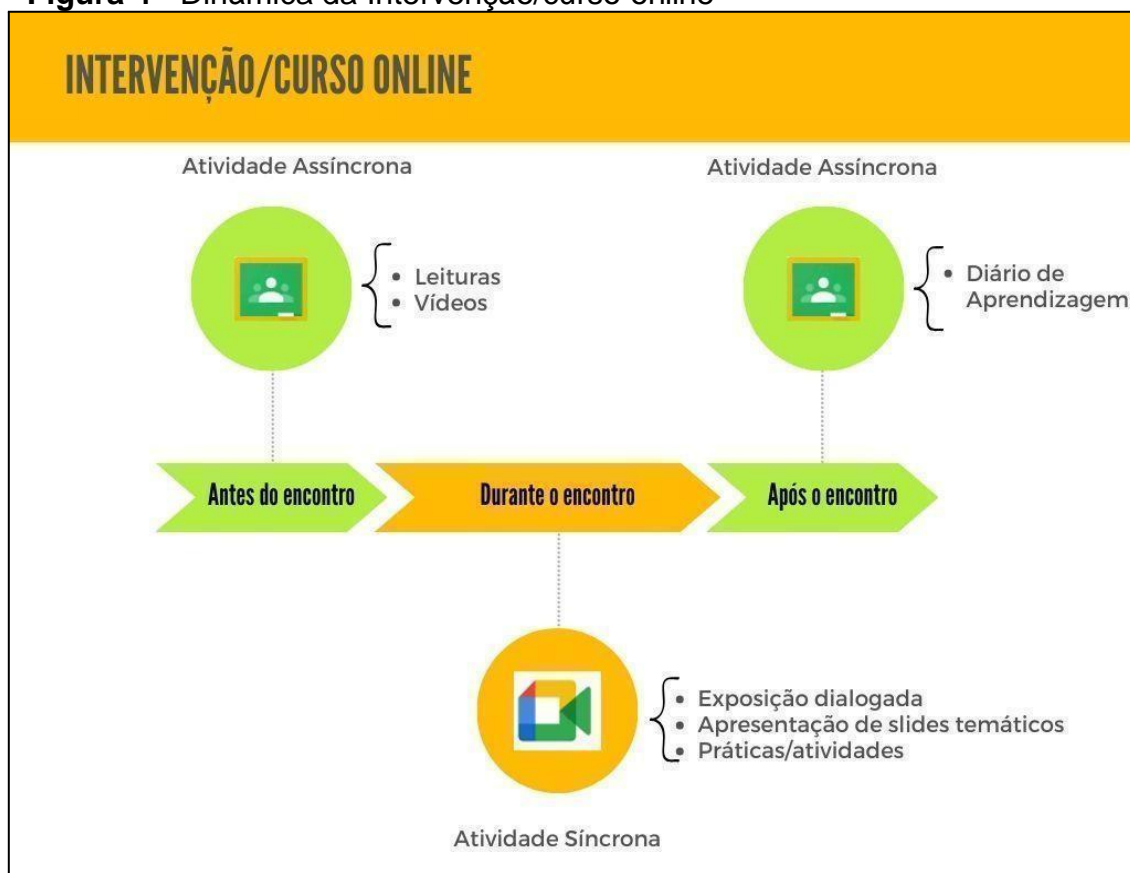 Dinâmica da Intervenção/curso online
INTERVENÇÃO/CURSO ONLINE
Atividade Assíncrona
Atividade Assíncrona
• Leituras
• Vídeos
• Diário de
Aprendizagem
Antes do encontro
Durante o encontro
Após o encontro
• Exposição dialogada
• Apresentação de slides temáticos
• Práticas/atividades
Atividade Síncrona